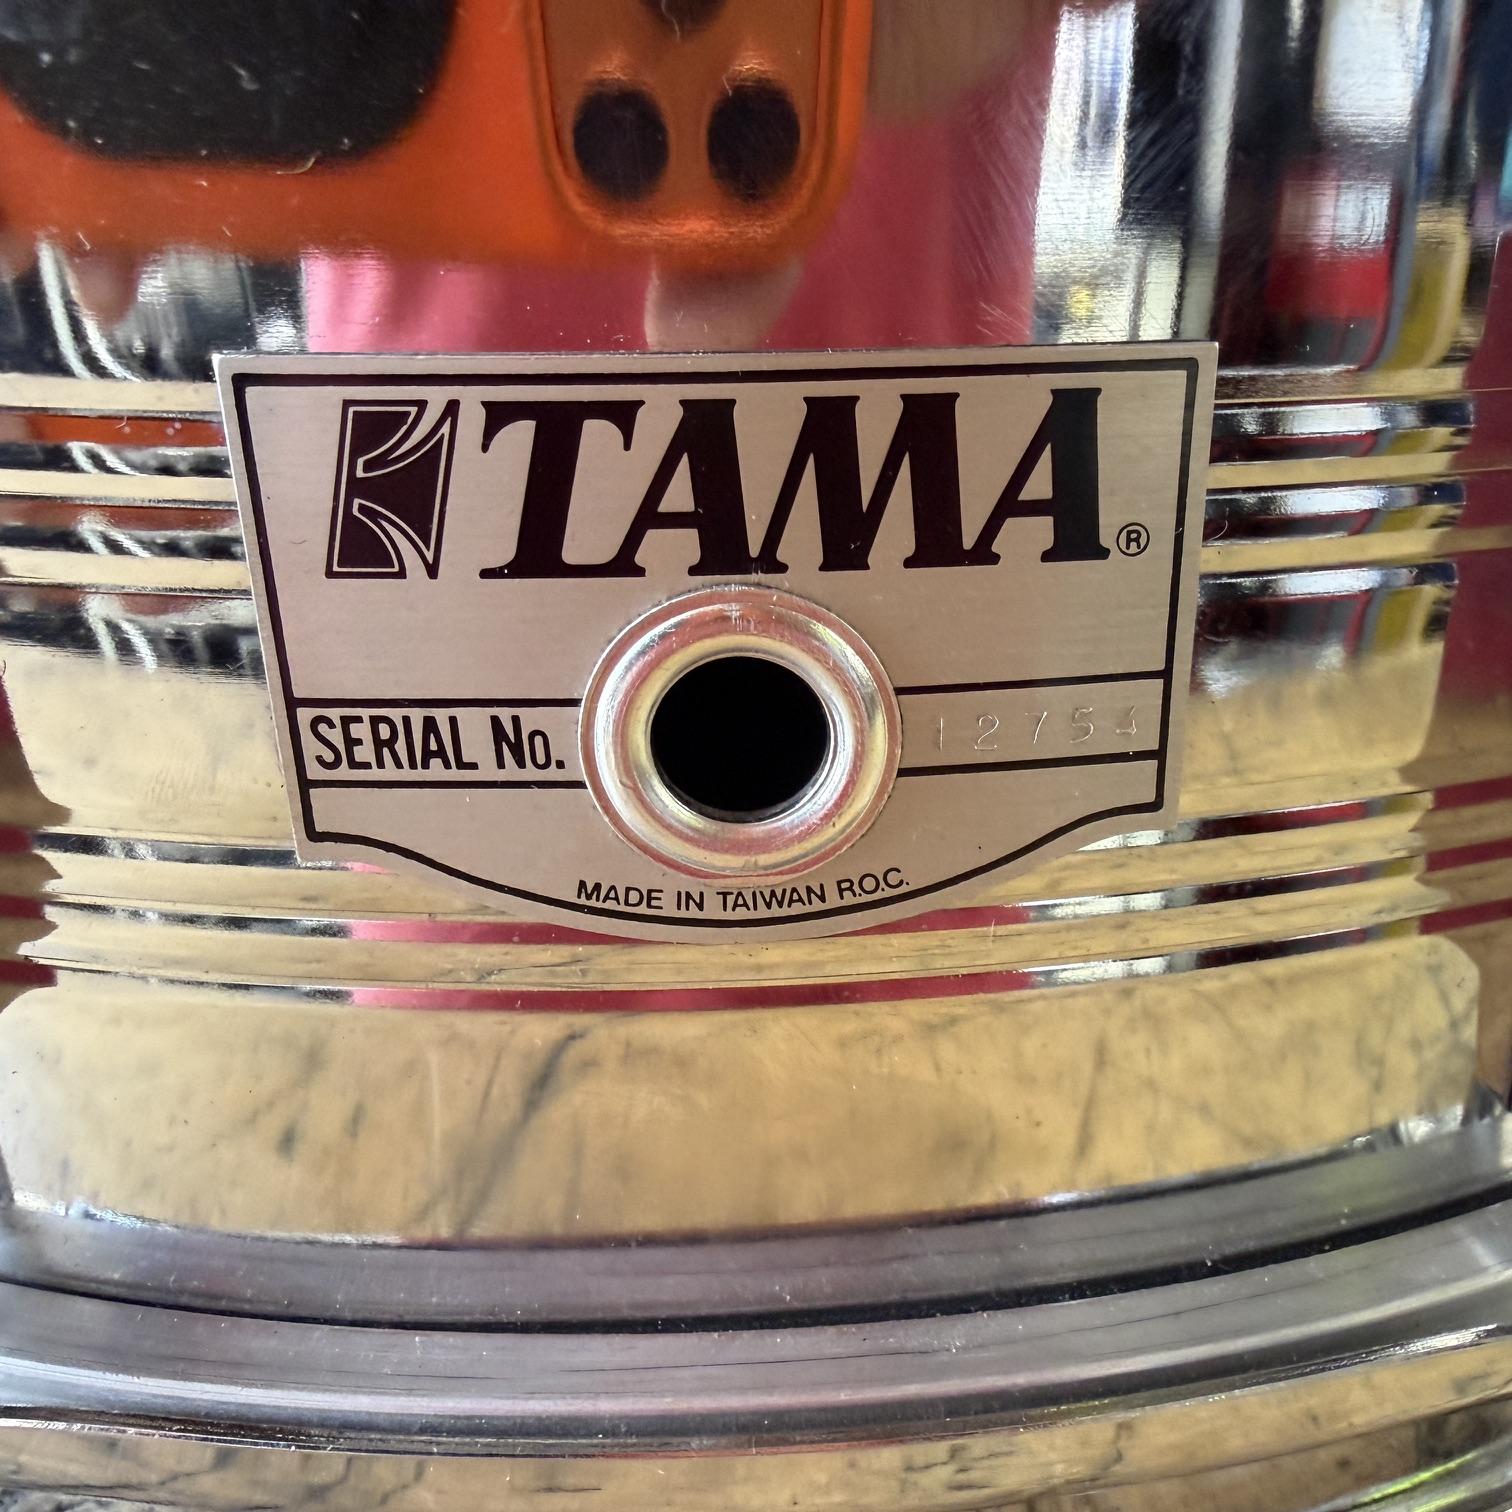 TAMA®
SERIAL No. 12754
MADE IN TAIWAN R.O.C.